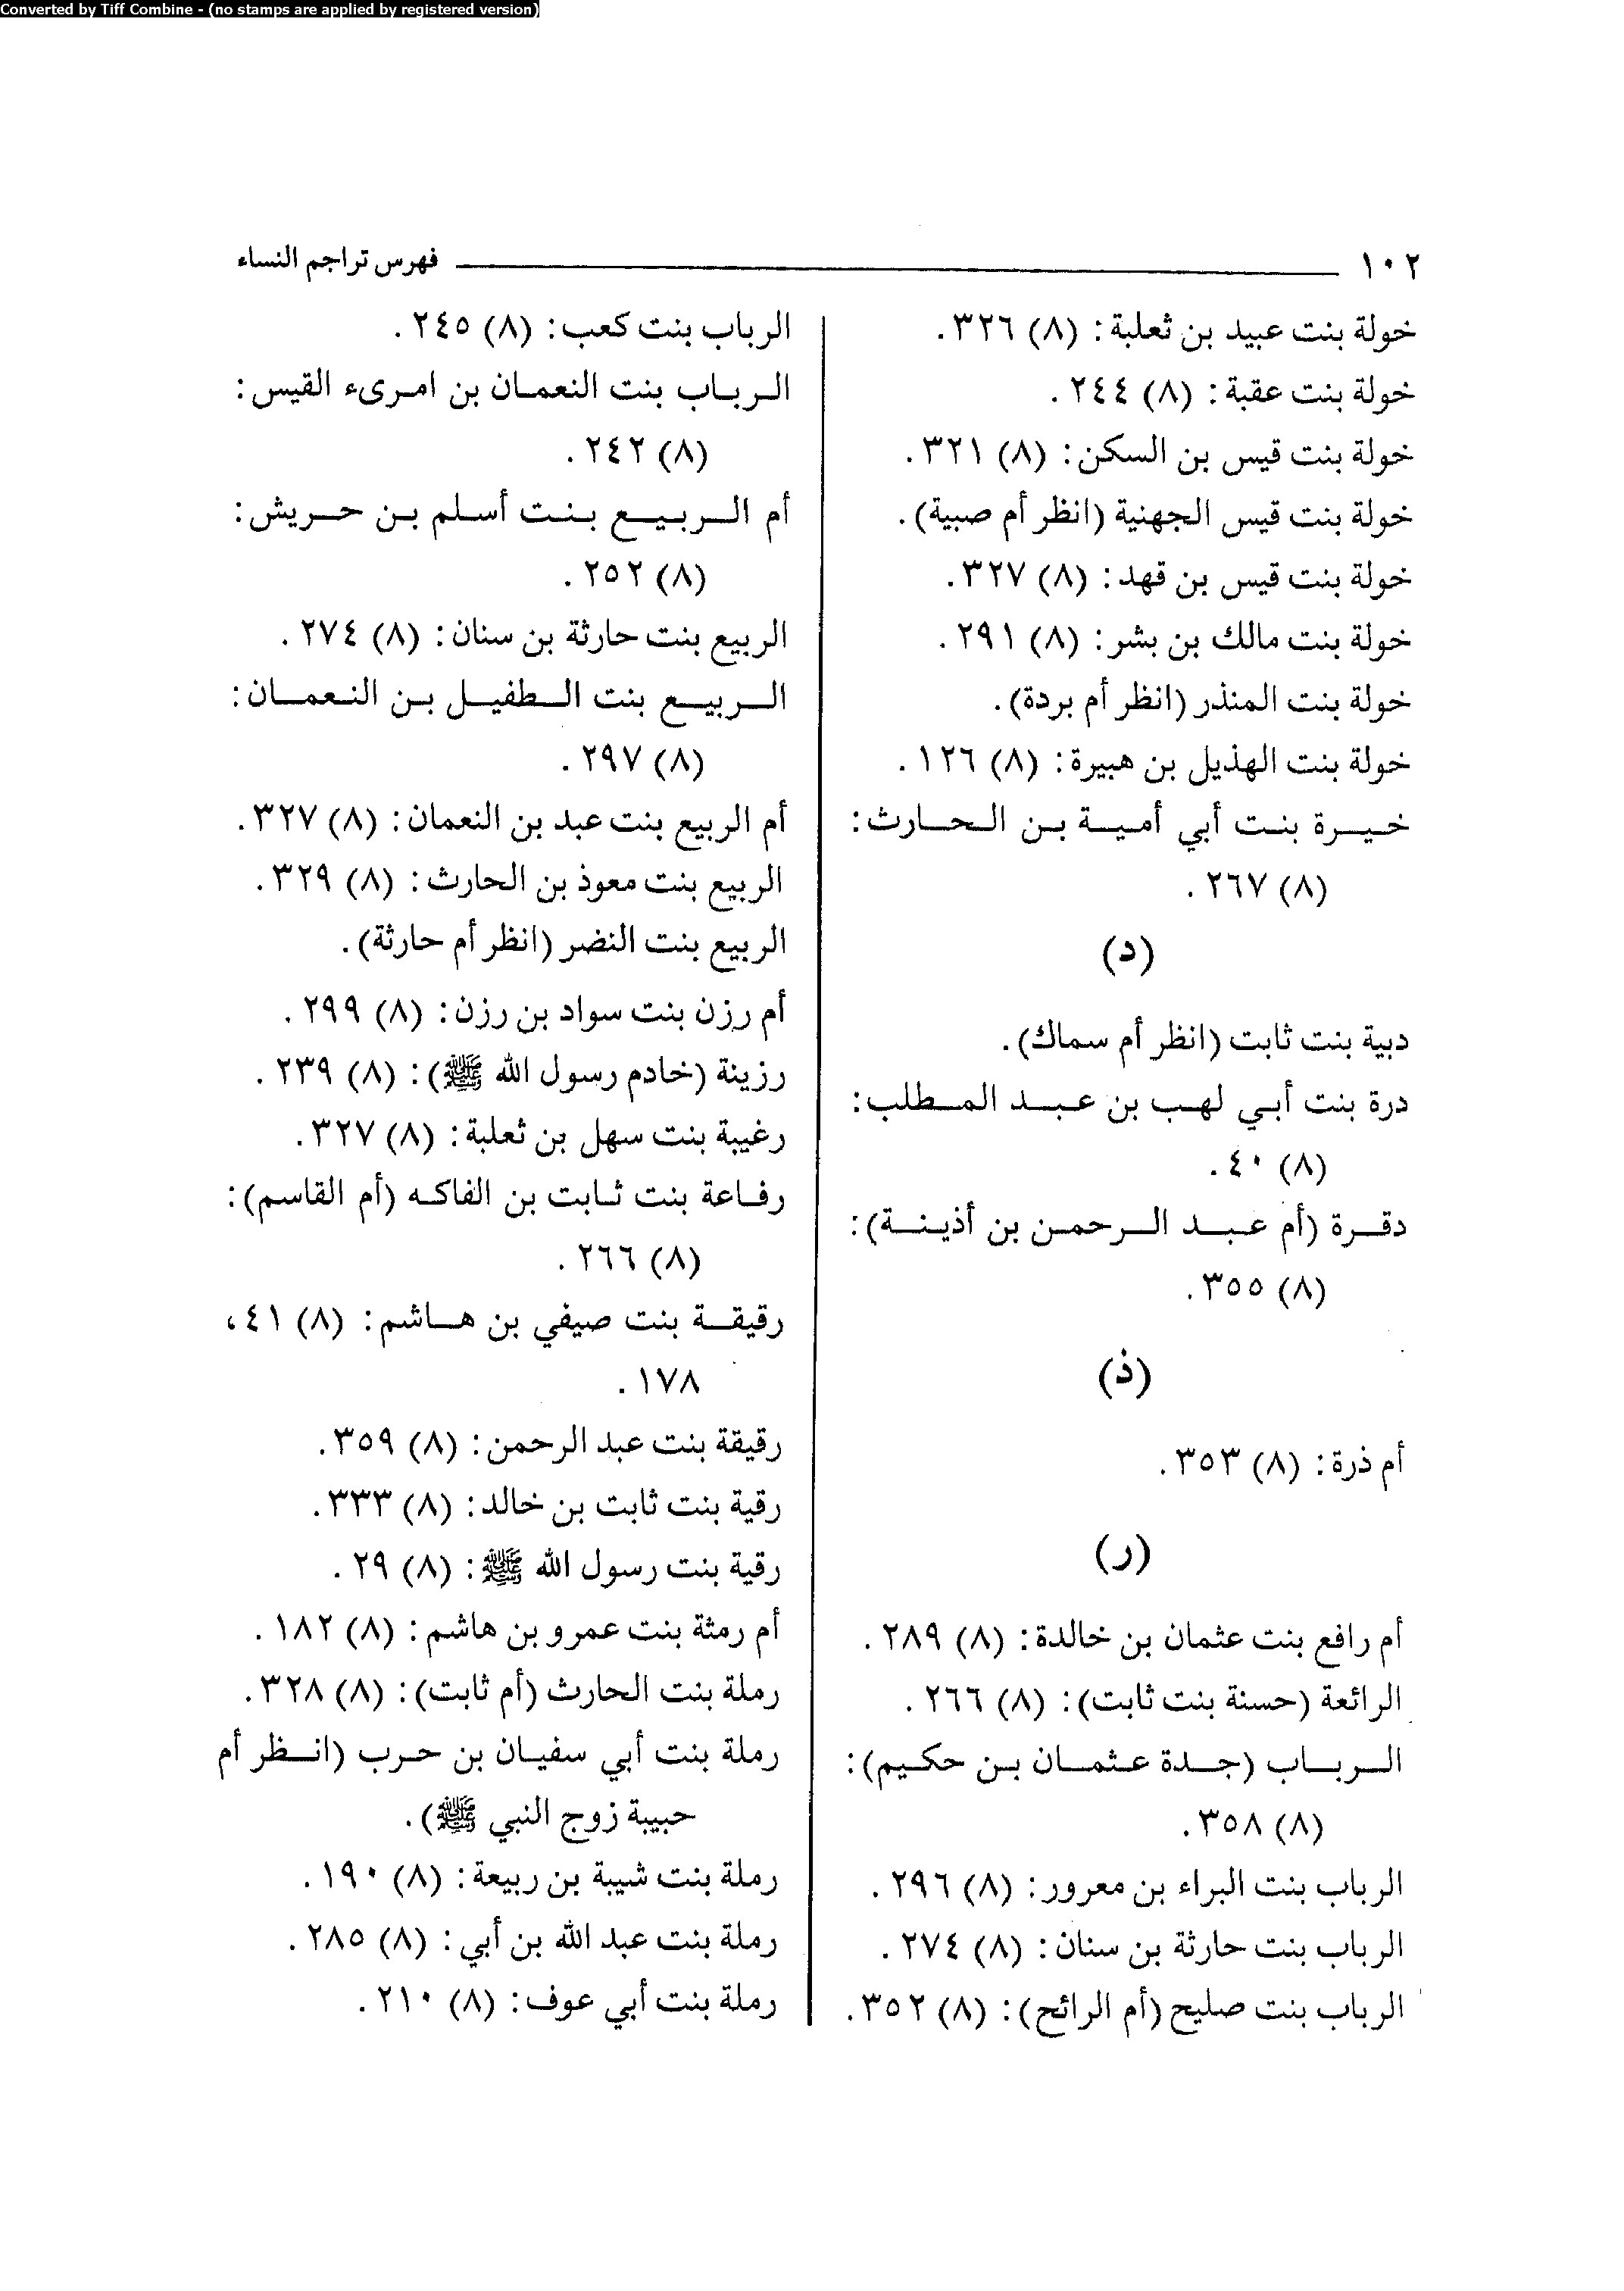 Converted by Tiff Combine - (no stamps are applied by registered version)
١٠٢ فهرس تراجم النساء
خولة بنت عبيد بن ثعلبة: (٨) ٣٢٦.
خولة بنت عقبة: (٨) ٢٤٤.
خولة بنت قيس بن السكن: (٨) ٣٢١.
خولة بنت قيس الجهنية (انظر أم صبية).
خولة بنت قيس بن قهد: (٨) ٣٢٧.
خولة بنت مالك بن بشر: (٨) ٢٩١.
خولة بنت المنذر (انظر أم بردة).
خولة بنت الهذيل بن هبيرة: (٨) ١٢٦.
خيرة بنت أبي أمية بن الحارث:
(٨) ٢٦٧.
(د)
دبية بنت ثابت (انظر أم سماك).
درة بنت أبي لهب بن عبد المطلب:
(٨) ٤٠.
دقرة (أم عبد الرحمن بن أذينة):
(٨) ٣٥٥.
(ذ)
أم ذرة: (٨) ٣٥٣.
(ر)
أم رافع بنت عثمان بن خالدة: (٨) ٢٨٩.
الرائعة (حسنة بنت ثابت): (٨) ٢٦٦.
الرباب (جدة عثمان بن حكيم):
(٨) ٣٥٨.
الرباب بنت البراء بن معرور: (٨) ٢٩٦.
الرباب بنت حارثة بن سنان: (٨) ٢٧٤.
الرباب بنت صليح (أم الرائح): (٨) ٣٥٢.
الرباب بنت كعب: (٨) ٢٤٥.
الرباب بنت النعمان بن امرىء القيس:
(٨) ٢٤٢.
أم الربيع بنت أسلم بن حريش:
(٨) ٢٥٢.
الربيع بنت حارثة بن سنان: (٨) ٢٧٤.
الربيع بنت الطفيل بن النعمان:
(٨) ٢٩٧.
أم الربيع بنت عبد بن النعمان: (٨) ٣٢٧.
الربيع بنت معوذ بن الحارث: (٨) ٣٢٩.
الربيع بنت النضر (انظر أم حارثة).
أم رزن بنت سواد بن رزن: (٨) ٢٩٩.
رزينة (خادم رسول الله ﷺ): (٨) ٢٣٩.
رغيبة بنت سهل بن ثعلبة: (٨) ٣٢٧.
رفاعة بنت ثابت بن الفاكه (أم القاسم):
(٨) ٢٦٦.
رقيقة بنت صيفي بن هاشم: (٨) ٤١،
١٧٨.
رقيقة بنت عبد الرحمن: (٨) ٣٥٩.
رقية بنت ثابت بن خالد: (٨) ٣٣٣.
رقية بنت رسول الله ﷺ: (٨) ٢٩.
أم رمثة بنت عمرو بن هاشم: (٨) ١٨٢.
رملة بنت الحارث (أم ثابت): (٨) ٣٢٨.
رملة بنت أبي سفيان بن حرب (انظر أم
حبيبة زوج النبي ﷺ).
رملة بنت شيبة بن ربيعة: (٨) ١٩٠.
رملة بنت عبد الله بن أبي: (٨) ٢٨٥.
رملة بنت أبي عوف: (٨) ٢١٠.